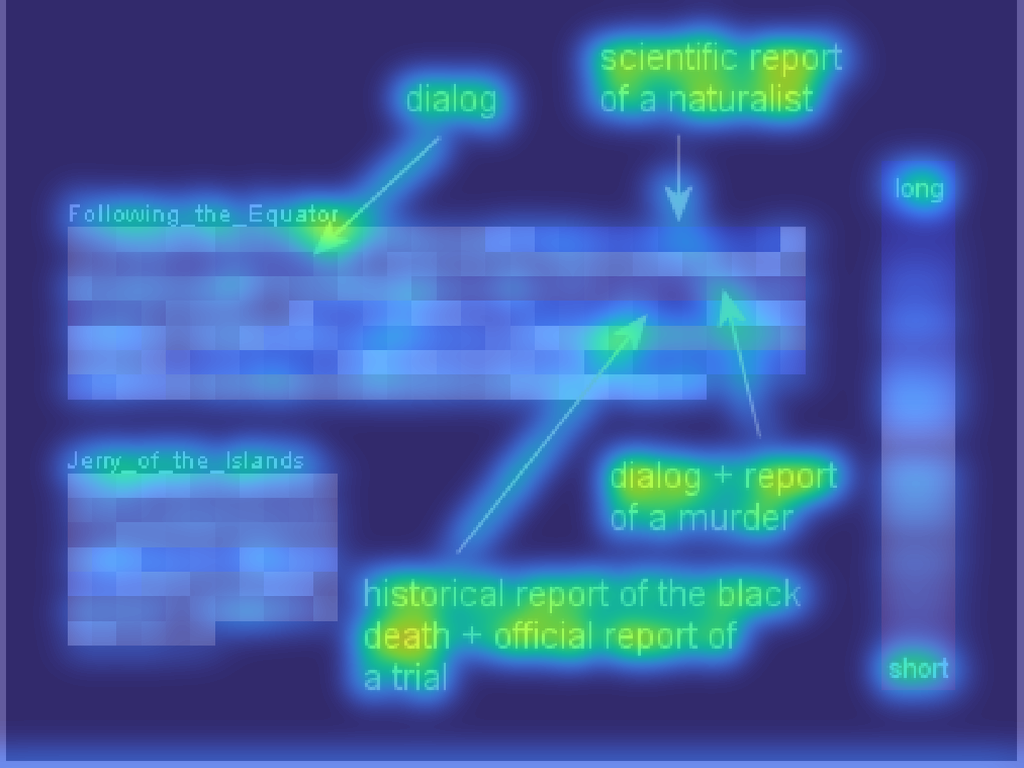 scientific report
of a naturalist
dialog
long
Following_the_Equator
Jerry_of_the_Islands
dialog + report
of a murder
historical report of the black
death + official report of
a trial
short